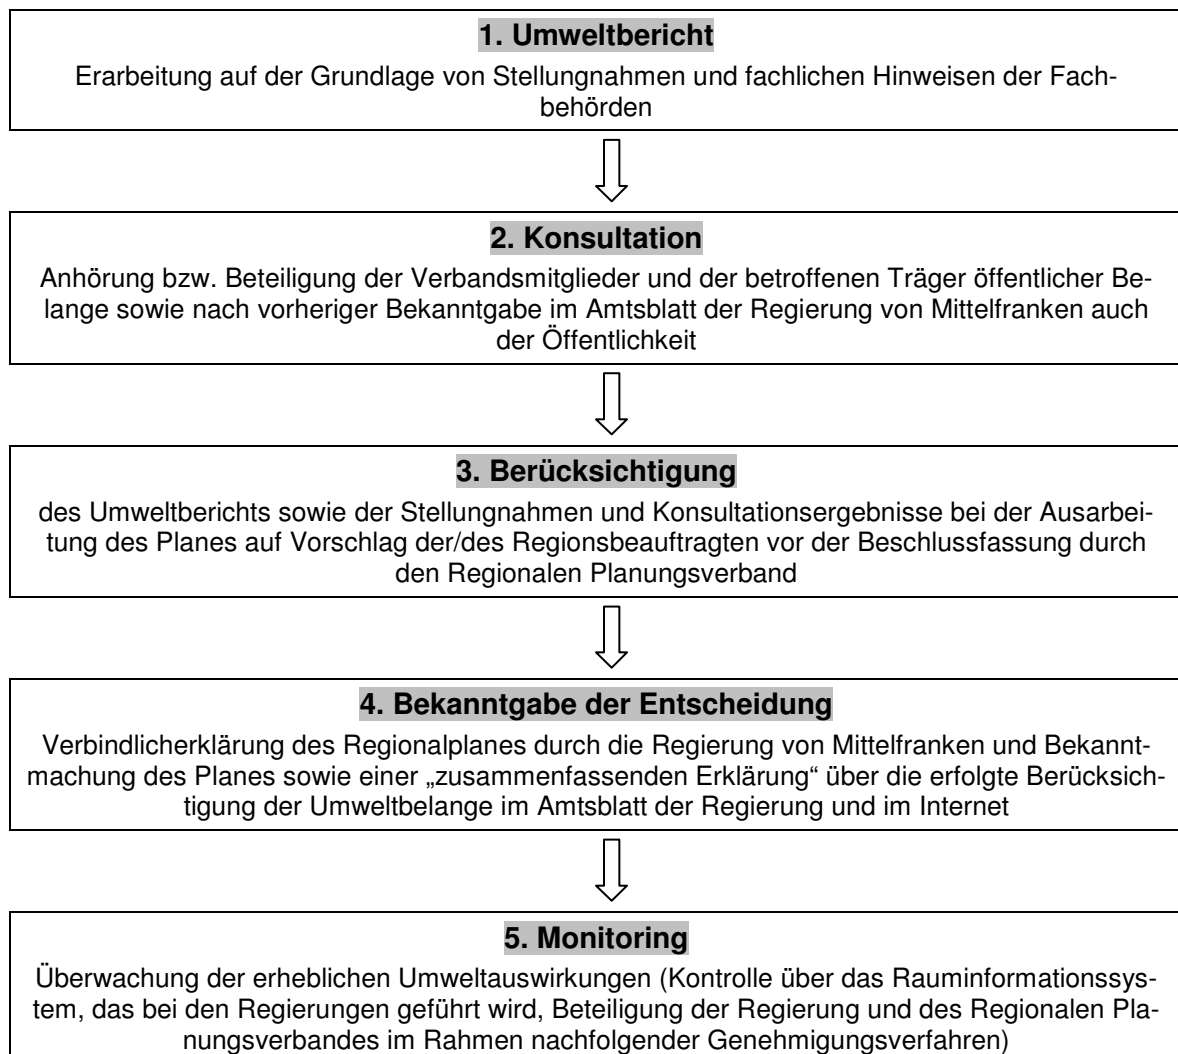 1. Umweltbericht
Erarbeitung auf der Grundlage von Stellungnahmen und fachlichen Hinweisen der Fach-
behörden
2. Konsultation
Anhörung bzw. Beteiligung der Verbandsmitglieder und der betroffenen Träger öffentlicher Be-
lange sowie nach vorheriger Bekanntgabe im Amtsblatt der Regierung von Mittelfranken auch
der Öffentlichkeit
3. Berücksichtigung
des Umweltberichts sowie der Stellungnahmen und Konsultationsergebnisse bei der Ausarbei-
tung des Planes auf Vorschlag der/des Regionsbeauftragten vor der Beschlussfassung durch
den Regionalen Planungsverband
4. Bekanntgabe der Entscheidung
Verbindlicherklärung des Regionalplanes durch die Regierung von Mittelfranken und Bekannt-
machung des Planes sowie einer „zusammenfassenden Erklärung“ über die erfolgte Berücksich-
tigung der Umweltbelange im Amtsblatt der Regierung und im Internet
5. Monitoring
Überwachung der erheblichen Umweltauswirkungen (Kontrolle über das Rauminformationssys-
tem, das bei den Regierungen geführt wird, Beteiligung der Regierung und des Regionalen Pla-
nungsverbandes im Rahmen nachfolgender Genehmigungsverfahren)